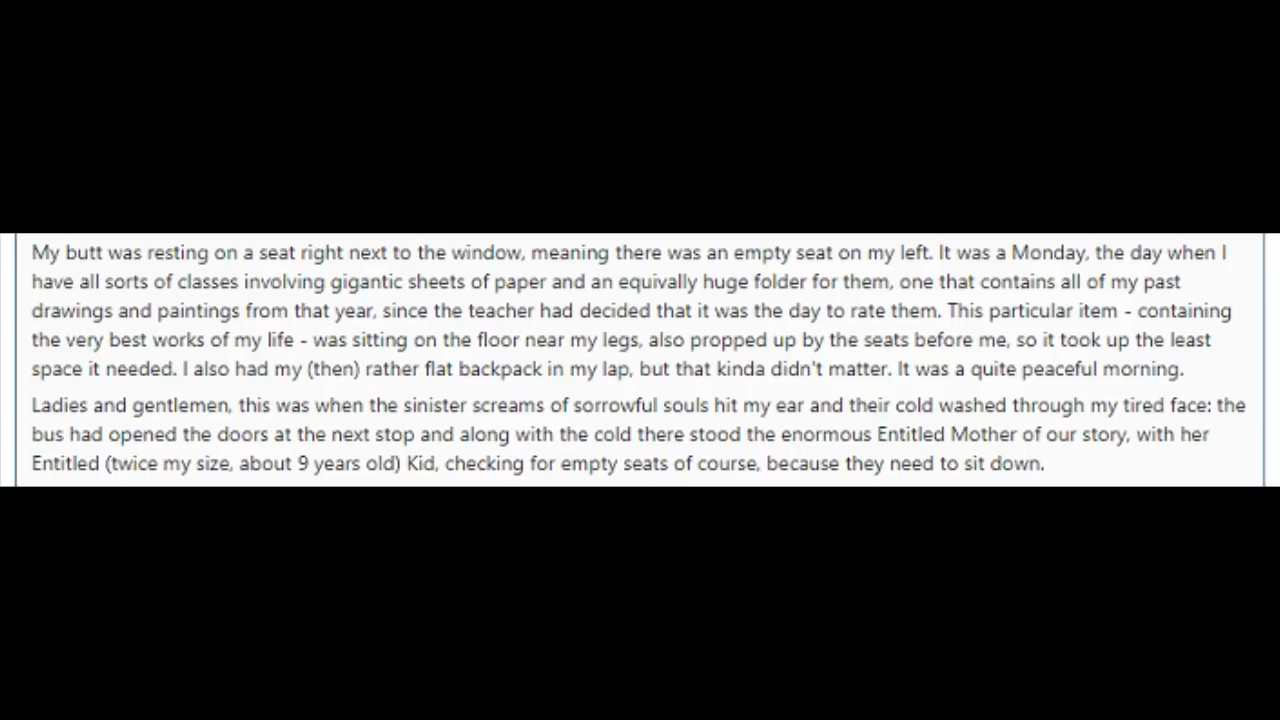 My butt was resting on a seat right next to the window, meaning there was an empty seat on my left. It was a Monday, the day when I
have all sorts of classes involving gigantic sheets of paper and an equivally huge folder for them, one that contains all of my past
drawings and paintings from that year, since the teacher had decided that it was the day to rate them. This particular item - containing
the very best works of my life - was sitting on the floor near my legs, also propped up by the seats before me, so it took up the least
space it needed. I also had my (then) rather flat backpack in my lap, but that kinda didn't matter. It was a quite peaceful morning.
Ladies and gentlemen, this was when the sinister screams of sorrowful souls hit my ear and their cold washed through my tired face: the
bus had opened the doors at the next stop and along with the cold there stood the enormous Entitled Mother of our story, with her
Entitled (twice my size, about 9 years old) Kid, checking for empty seats of course, because they need to sit down.